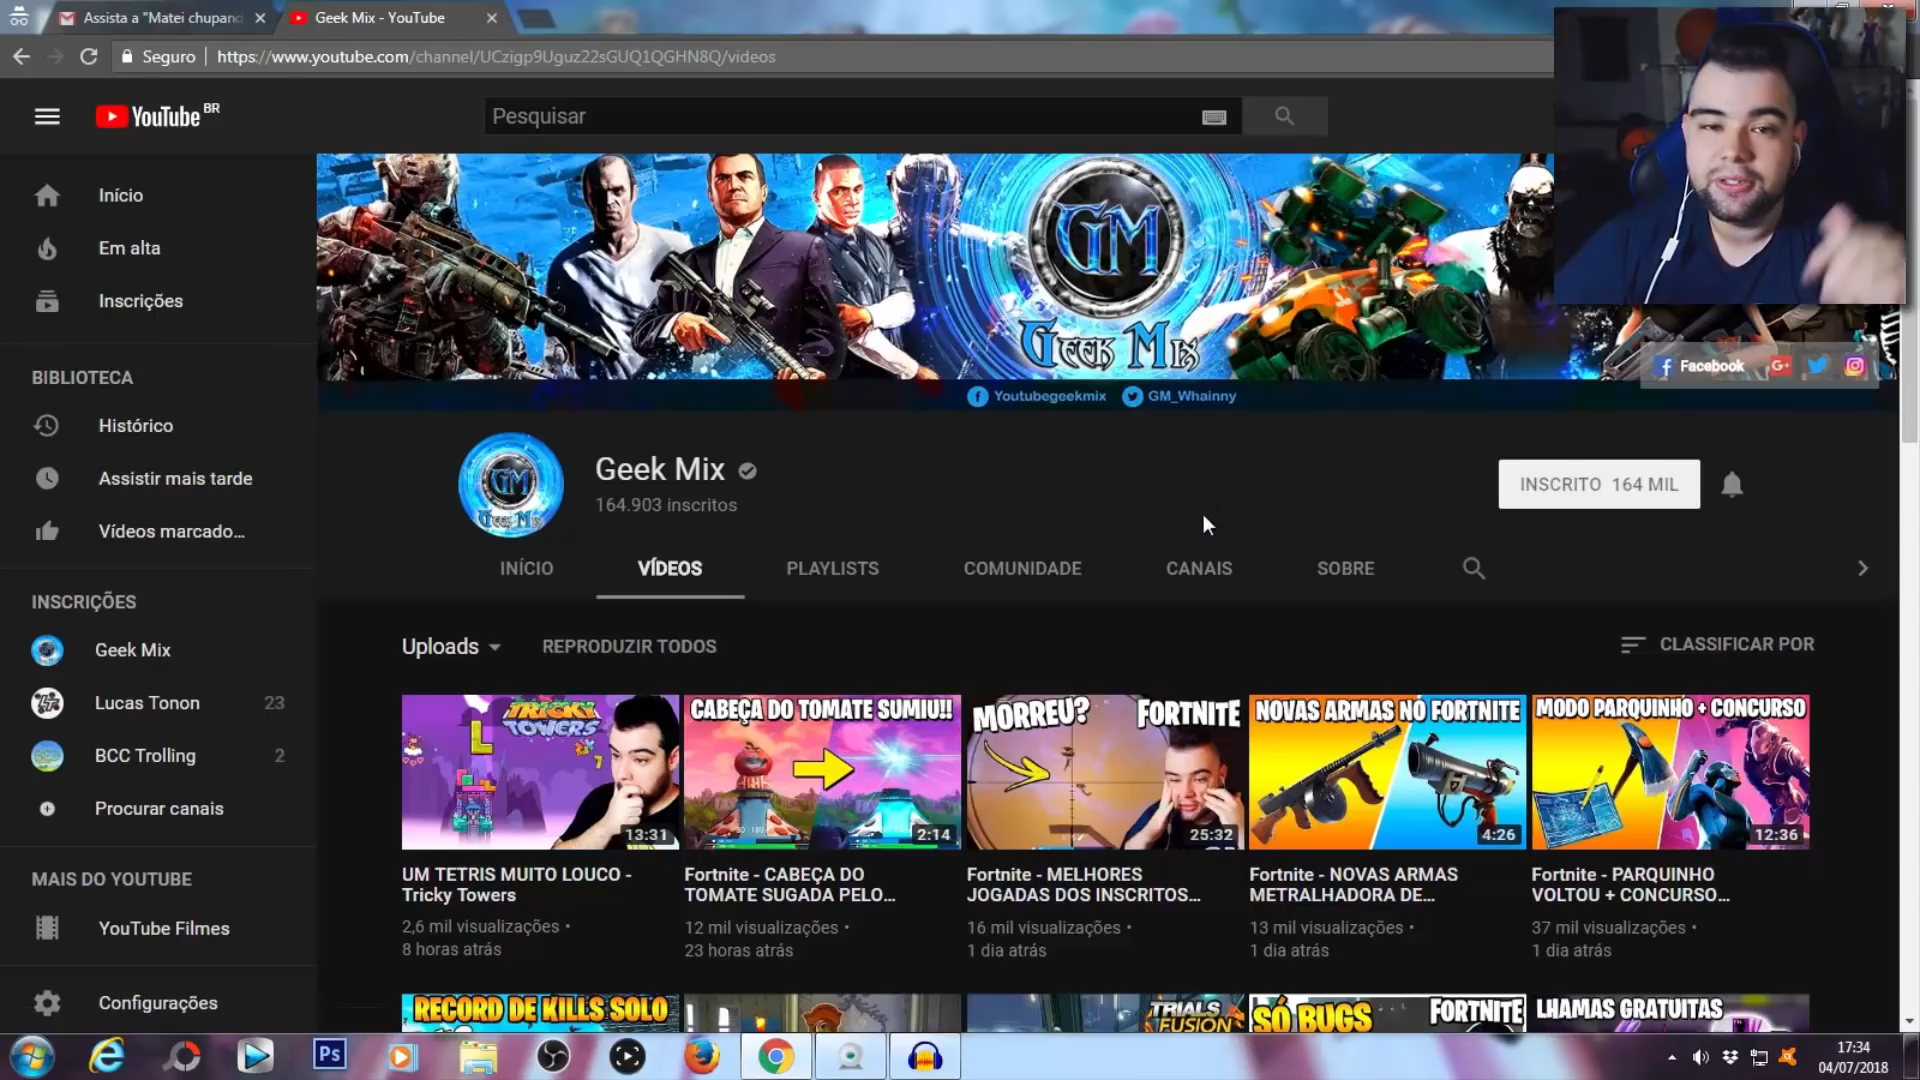 Assista a "Matei chupand
Geek Mix - YouTube
Seguro
https://www.youtube.com/channel/UCzigp9Uguz22sGUQ1QGHN8Q/videos
YouTube BR
Pesquisar
Início
Em alta
Inscrições
BIBLIOTECA
Histórico
Assistir mais tarde
Vídeos marcado...
INSCRIÇÕES
Geek Mix
Lucas Tonon 23
BCC Trolling 2
Procurar canais
MAIS DO YOUTUBE
YouTube Filmes
Configurações
GM
Geek Mix
Youtubegeekmix GM_Whainny
Facebook
GM
Geek Mix
Geek Mix
164.903 inscritos
INSCRITO 164 MIL
INÍCIO VÍDEOS PLAYLISTS COMUNIDADE CANAIS SOBRE
Uploads REPRODUZIR TODOS
CLASSIFICAR POR
TRICKY
TOWERS
13:31
UM TETRIS MUITO LOUCO -
Tricky Towers
2,6 mil visualizações •
8 horas atrás
CABEÇA DO TOMATE SUMIU!!
2:14
Fortnite - CABEÇA DO
TOMATE SUGADA PELO...
12 mil visualizações •
23 horas atrás
MORREU? FORTNITE
25:32
Fortnite - MELHORES
JOGADAS DOS INSCRITOS...
16 mil visualizações •
1 dia atrás
NOVAS ARMAS NO FORTNITE
4:26
Fortnite - NOVAS ARMAS
METRALHADORA DE...
13 mil visualizações •
1 dia atrás
MODO PARQUINHO + CONCURSO
12:36
Fortnite - PARQUINHO
VOLTOU + CONCURSO...
37 mil visualizações •
1 dia atrás
RECORD DE KILLS SOLO
TRIALS
FUSION
SÓ BUGS FORTNITE
LHAMAS GRATUITAS
Ps
17:34
04/07/2018